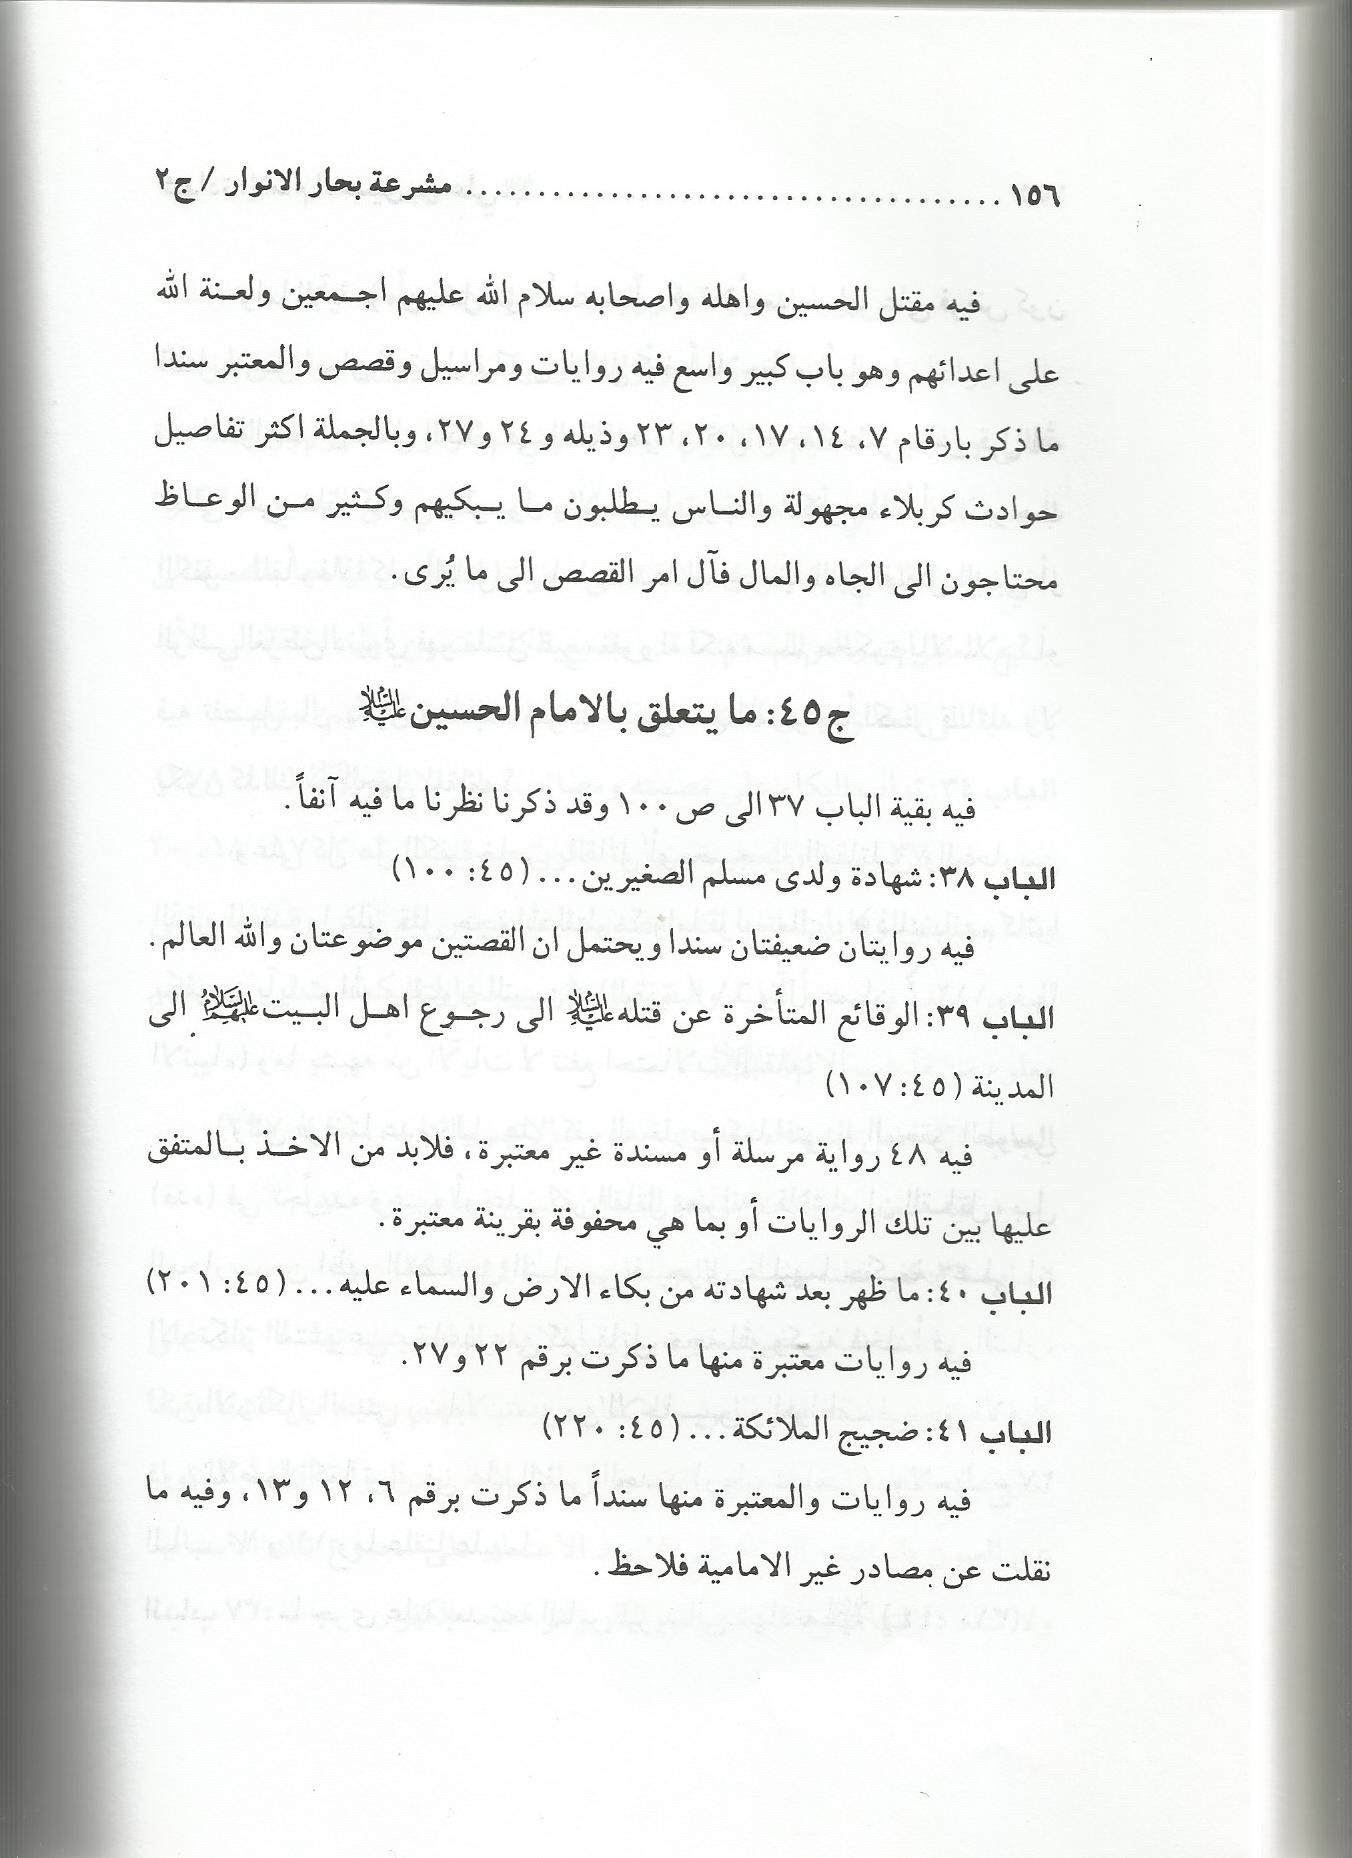 ١٥٦ ..................................... مشرعة بحار الانوار / ج٢
فيه مقتل الحسين واهله واصحابه سلام الله عليهم اجمعين ولعنة الله
على اعدائهم وهو باب كبير واسع فيه روايات ومراسيل وقصص والمعتبر سندا
ما ذكر بارقام ٧، ١٤، ١٧، ٢٠، ٢٣ وذيله و ٢٤ و٢٧، وبالجملة اكثر تفاصيل
حوادث كربلاء مجهولة والناس يطلبون ما يبكيهم وكثير من الوعاظ
محتاجون الى الجاه والمال فآل امر القصص الى ما يُرى.
ج٤٥: ما يتعلق بالامام الحسين عليه السلام
فيه بقية الباب ٣٧ الى ص ١٠٠ وقد ذكرنا نظرنا ما فيه آنفاً.
الباب ٣٨: شهادة ولدى مسلم الصغيرين... (٤٥: ١٠٠)
فيه روايتان ضعيفتان سندا ويحتمل ان القصتين موضوعتان والله العالم.
الباب ٣٩: الوقائع المتأخرة عن قتله عليه السلام الى رجوع اهل البيت عليهم السلام الى
المدينة (٤٥: ١٠٧)
فيه ٤٨ رواية مرسلة أو مسندة غير معتبرة، فلابد من الاخذ بالمتفق
عليها بين تلك الروايات أو بما هي محفوفة بقرينة معتبرة.
الباب ٤٠: ما ظهر بعد شهادته من بكاء الارض والسماء عليه... (٤٥: ٢٠١)
فيه روايات معتبرة منها ما ذكرت برقم ٢٢ و٢٧.
الباب ٤١: ضجيج الملائكة... (٤٥: ٢٢٠)
فيه روايات والمعتبرة منها سنداً ما ذكرت برقم ٦، ١٢ و١٣، وفيه ما
نقلت عن مصادر غير الامامية فلاحظ.